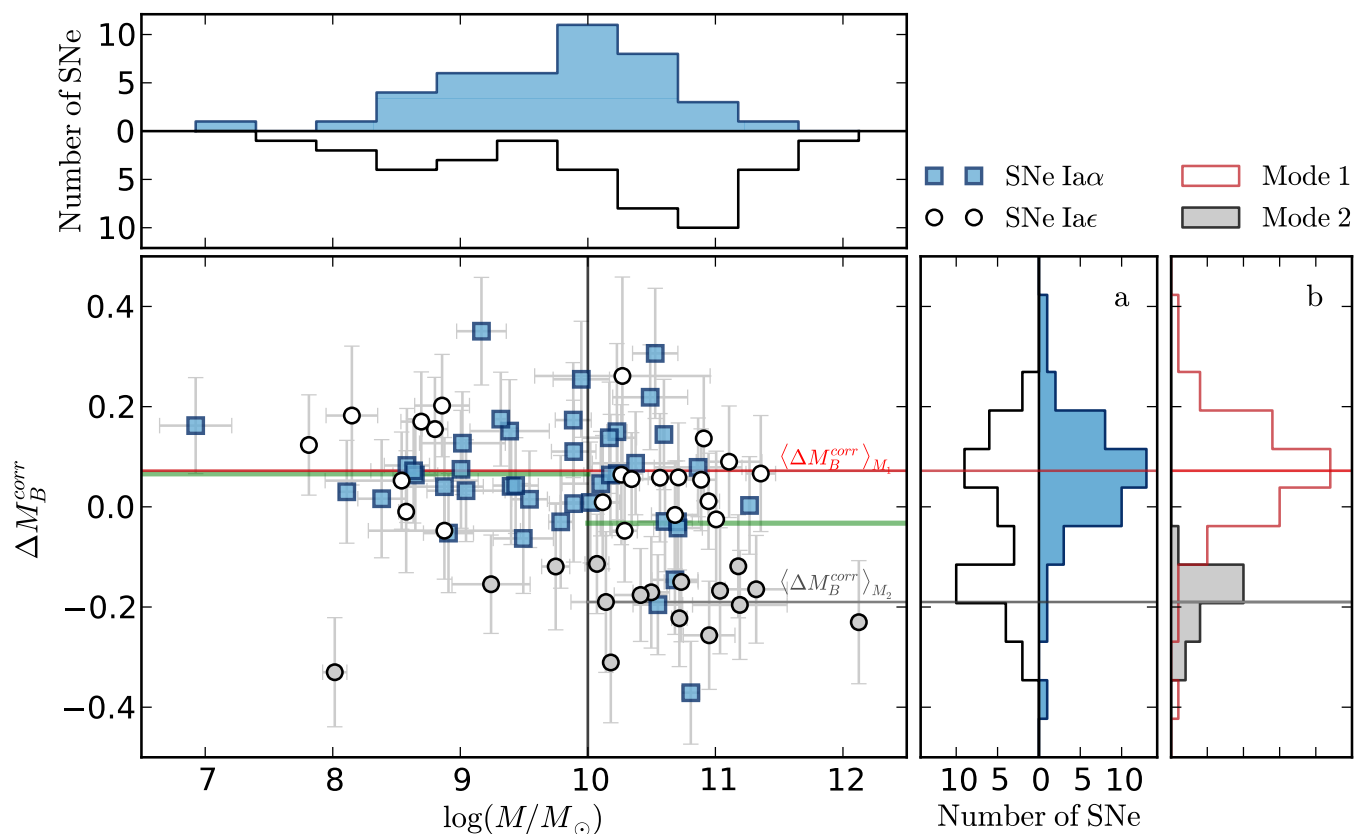 10
5
0
5
10
Number of SNe
SNe Iaα
SNe Iaϵ
Mode 1
Mode 2
0.4
0.2
0.0
−0.2
−0.4
ΔM_B^{corr}
⟨ΔM_B^{corr}⟩_{M_1}
⟨ΔM_B^{corr}⟩_{M_2}
7 8 9 10 11 12
log(M/M_⊙)
a
10 5 0 5 10
Number of SNe
b